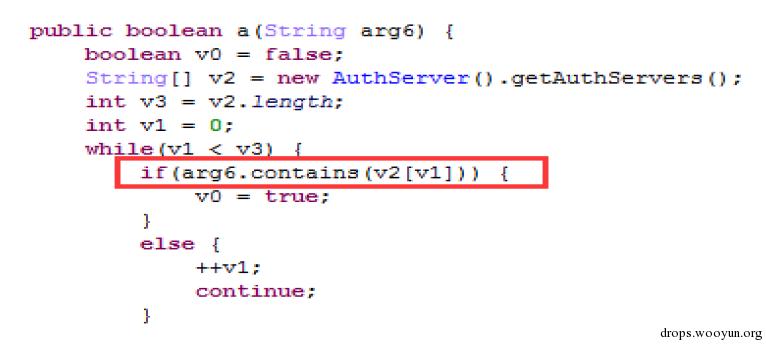 public boolean a(String arg6) {
    boolean v0 = false;
    String[] v2 = new AuthServer().getAuthServers();
    int v3 = v2.length;
    int v1 = 0;
    while(v1 < v3) {
        if(arg6.contains(v2[v1])) {
            v0 = true;
        }
        else {
            ++v1;
            continue;
        }
drops.wooyun.org